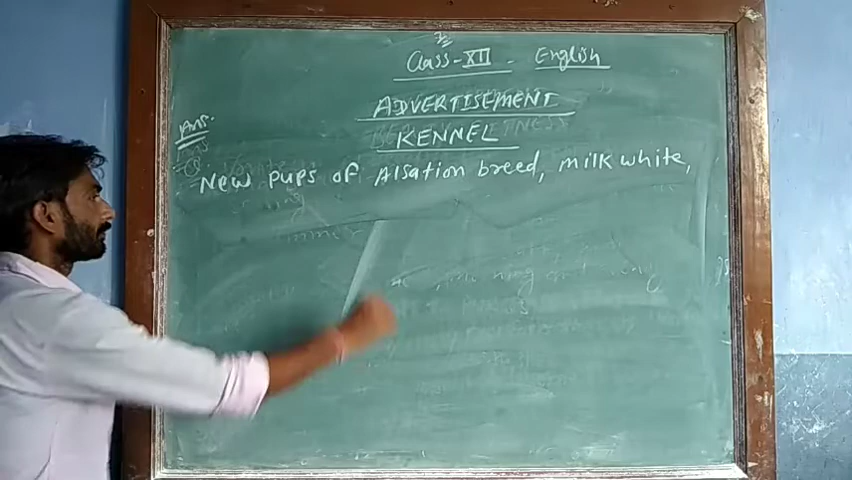 Class-XII - English
ADVERTISEMENT
Ans.
KENNEL
New pups of Alsation breed, milk white,